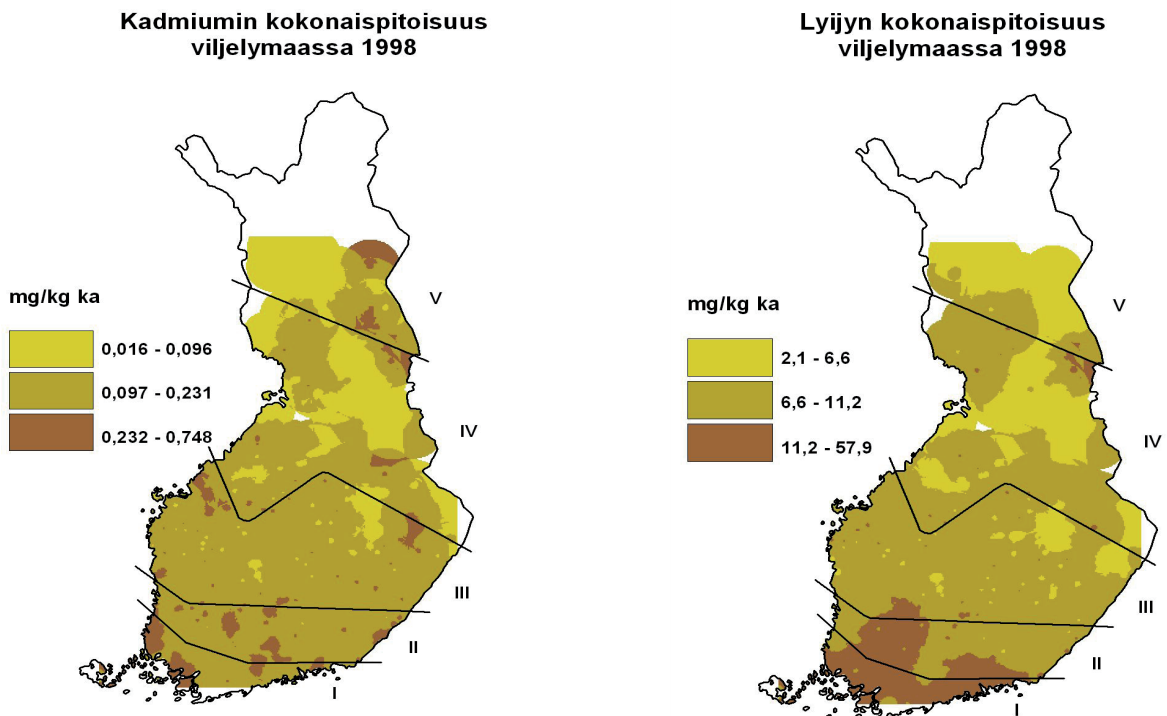 Kadmiumin kokonaispitoisuus
viljelymaassa 1998
mg/kg ka
0,016 - 0,096
0,097 - 0,231
0,232 - 0,748
V
IV
III
II
I
Lyijyn kokonaispitoisuus
viljelymaassa 1998
mg/kg ka
2,1 - 6,6
6,6 - 11,2
11,2 - 57,9
V
IV
III
II
I